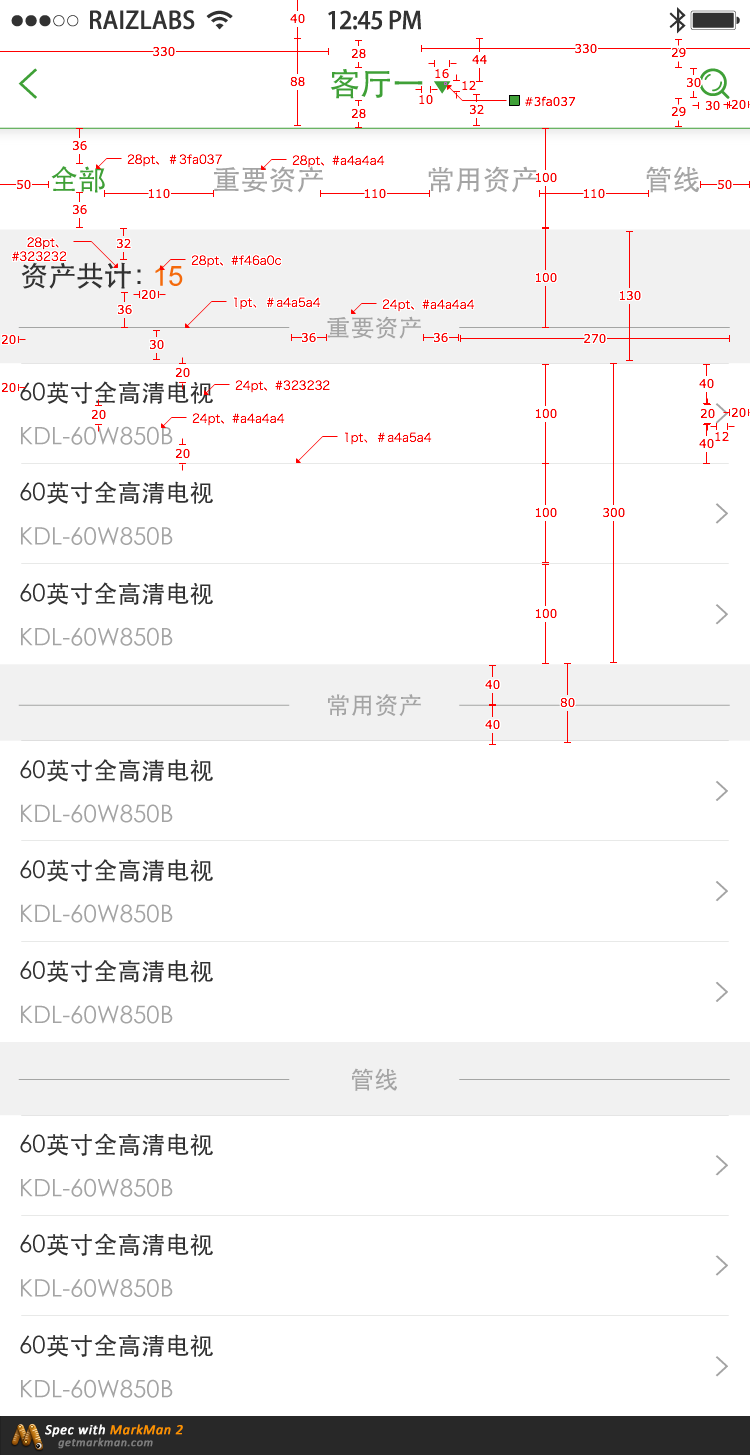 RAIZLABS 40 12:45 PM
330 28 44 330 29
88 客厅一 16 12 30
10 #3fa037 30 20
28 32 29
36 28pt、#3fa037 28pt、#a4a4a4
50 全部 重要资产 常用资产 100 管线 50
110 110 110
36
28pt、 #323232 32 28pt、#f46a0c
资产共计：15 100
20 130
36 1pt、#a4a5a4 24pt、#a4a4a4
重要资产
20 30 36 36 270
20
20 60英寸全高清电视 24pt、#323232 40
20 24pt、#a4a4a4 100 20 20
KDL-60W850B 1pt、#a4a5a4 40 12
20
60英寸全高清电视
100 300
KDL-60W850B
60英寸全高清电视
100
KDL-60W850B
40
常用资产 80
40
60英寸全高清电视
KDL-60W850B
60英寸全高清电视
KDL-60W850B
60英寸全高清电视
KDL-60W850B
管线
60英寸全高清电视
KDL-60W850B
60英寸全高清电视
KDL-60W850B
60英寸全高清电视
KDL-60W850B
Spec with MarkMan 2
getmarkman.com